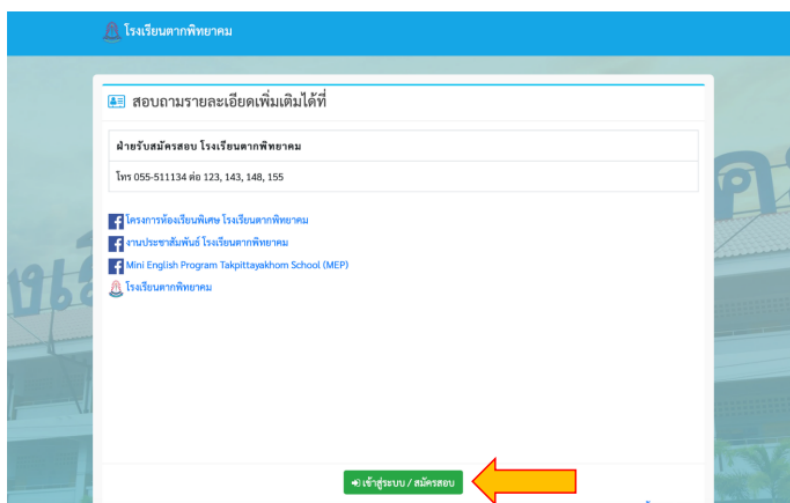 โรงเรียนตากพิทยาคม
สอบถามรายละเอียดเพิ่มเติมได้ที่
ฝ่ายรับสมัครสอบ โรงเรียนตากพิทยาคม
โทร 055-511134 ต่อ 123, 143, 148, 155
โครงการห้องเรียนพิเศษ โรงเรียนตากพิทยาคม
งานประชาสัมพันธ์ โรงเรียนตากพิทยาคม
Mini English Program Takpittayakhom School (MEP)
โรงเรียนตากพิทยาคม
เข้าสู่ระบบ / สมัครสอบ